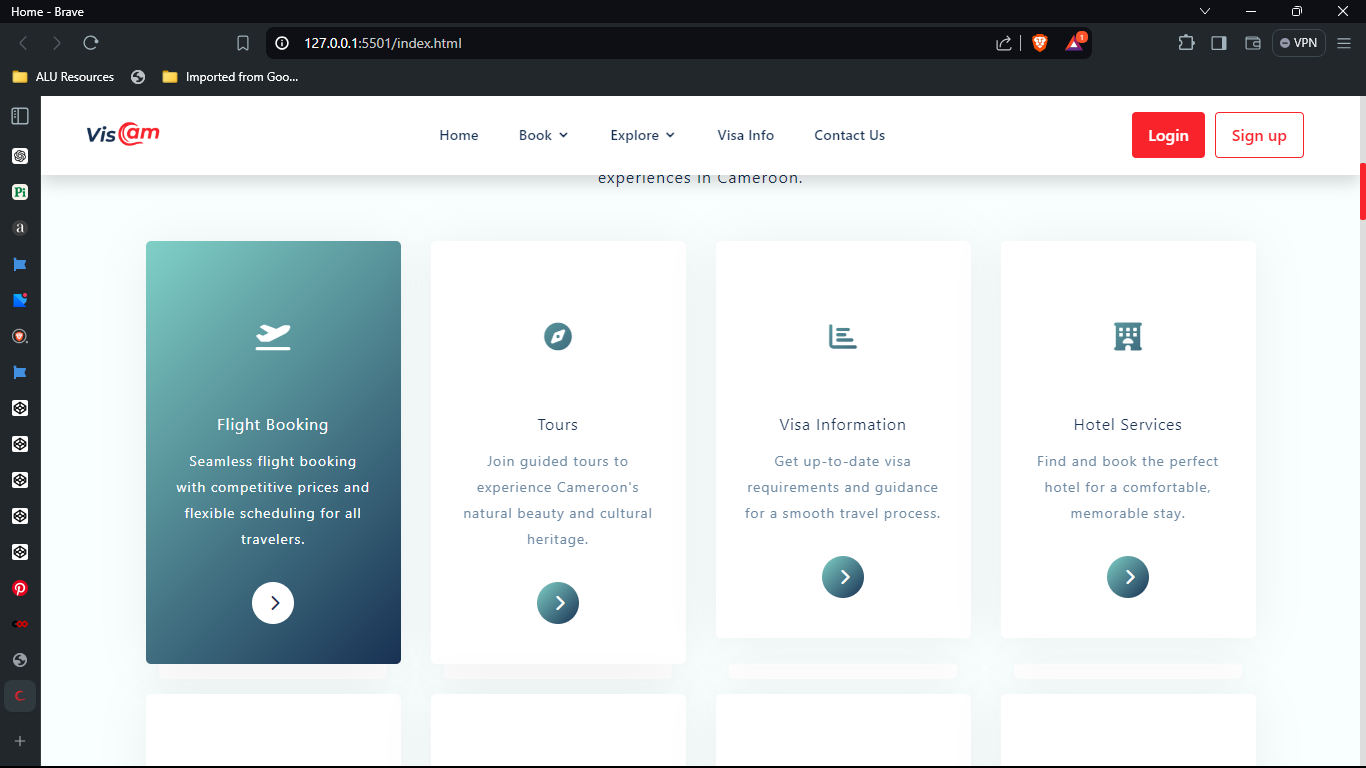 Home - Brave
127.0.0.1:5501/index.html
1
VPN
ALU Resources
Imported from Goo...
VisCam
Home
Book
Explore
Visa Info
Contact Us
Login
Sign up
experiences in Cameroon.
Flight Booking
Seamless flight booking
with competitive prices and
flexible scheduling for all
travelers.
Tours
Join guided tours to
experience Cameroon's
natural beauty and cultural
heritage.
Visa Information
Get up-to-date visa
requirements and guidance
for a smooth travel process.
Hotel Services
Find and book the perfect
hotel for a comfortable,
memorable stay.
Pi
a
C